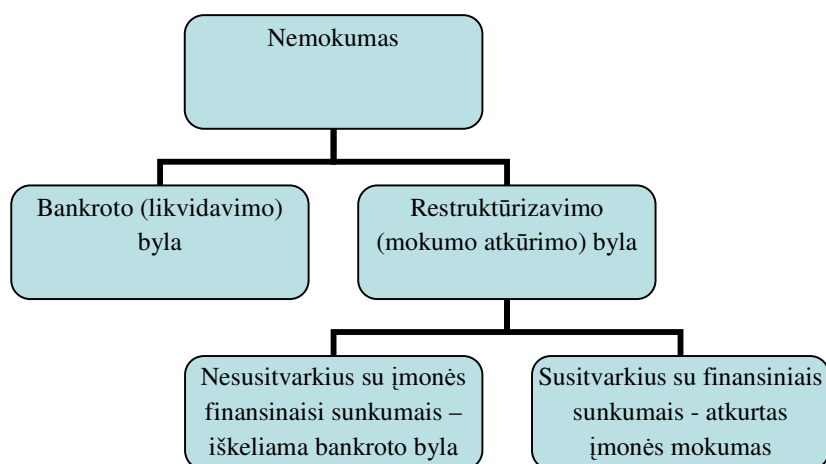 Nemokumas
Bankroto (likvidavimo)
byla
Restruktūrizavimo
(mokumo atkūrimo) byla
Nesusitvarkius su įmonės
finansinaisi sunkumais –
iškeliama bankroto byla
Susitvarkius su finansiniais
sunkumais - atkurtas
įmonės mokumas